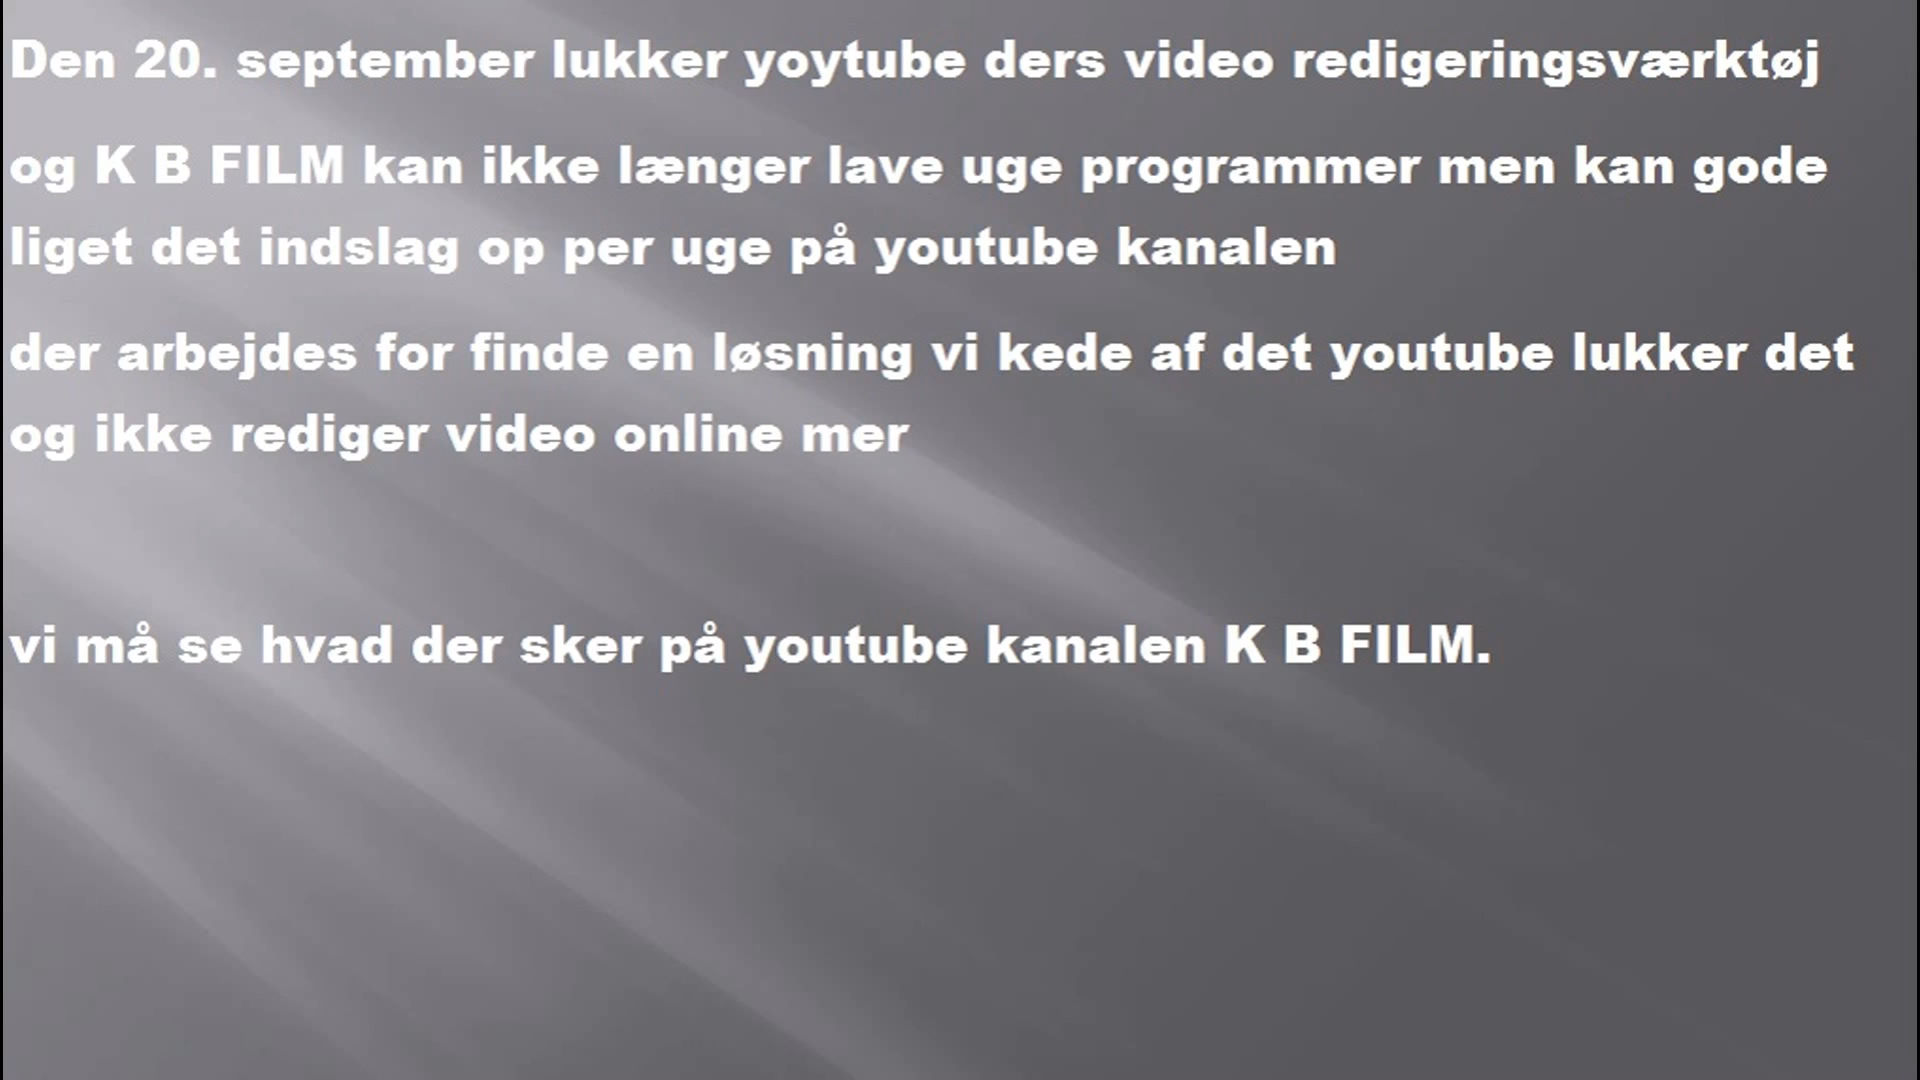 Den 20. september lukker yoytube ders video redigeringsværktøj
og K B FILM kan ikke længer lave uge programmer men kan gode
liget det indslag op per uge på youtube kanalen
der arbejdes for finde en løsning vi kede af det youtube lukker det
og ikke rediger video online mer
vi må se hvad der sker på youtube kanalen K B FILM.